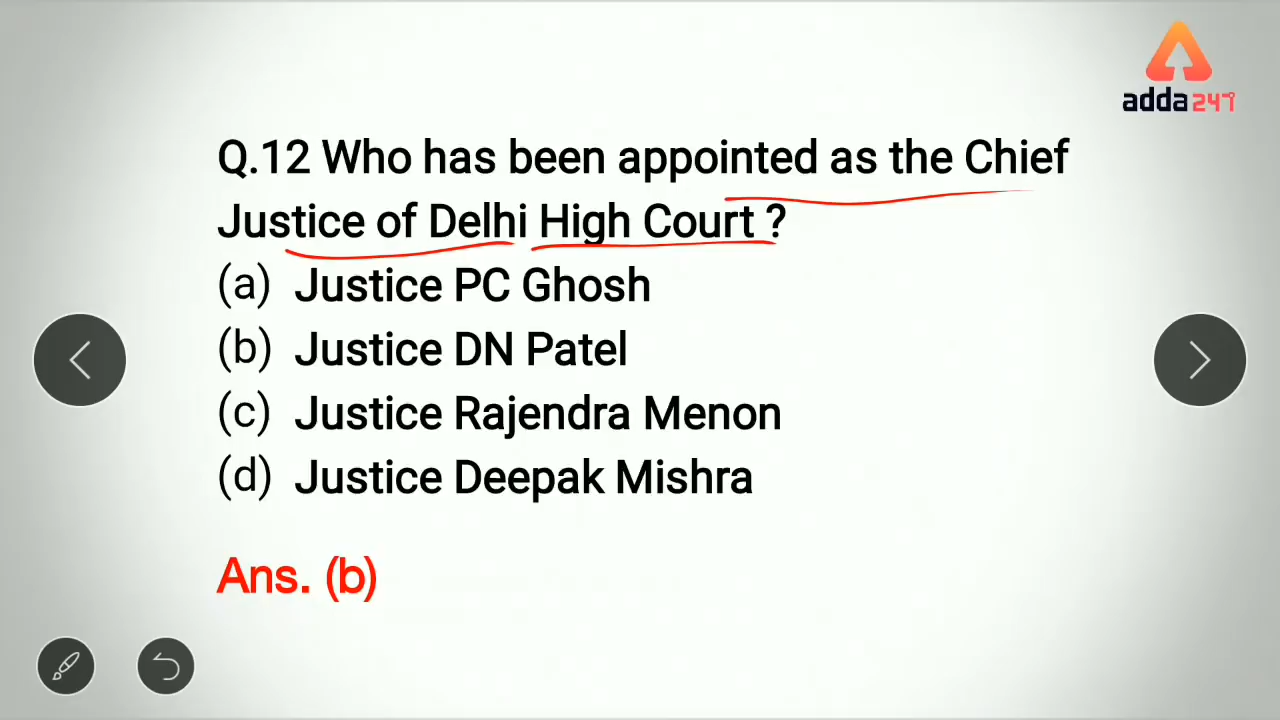 adda247
Q.12 Who has been appointed as the Chief
Justice of Delhi High Court ?
(a) Justice PC Ghosh
(b) Justice DN Patel
(c) Justice Rajendra Menon
(d) Justice Deepak Mishra
Ans. (b)